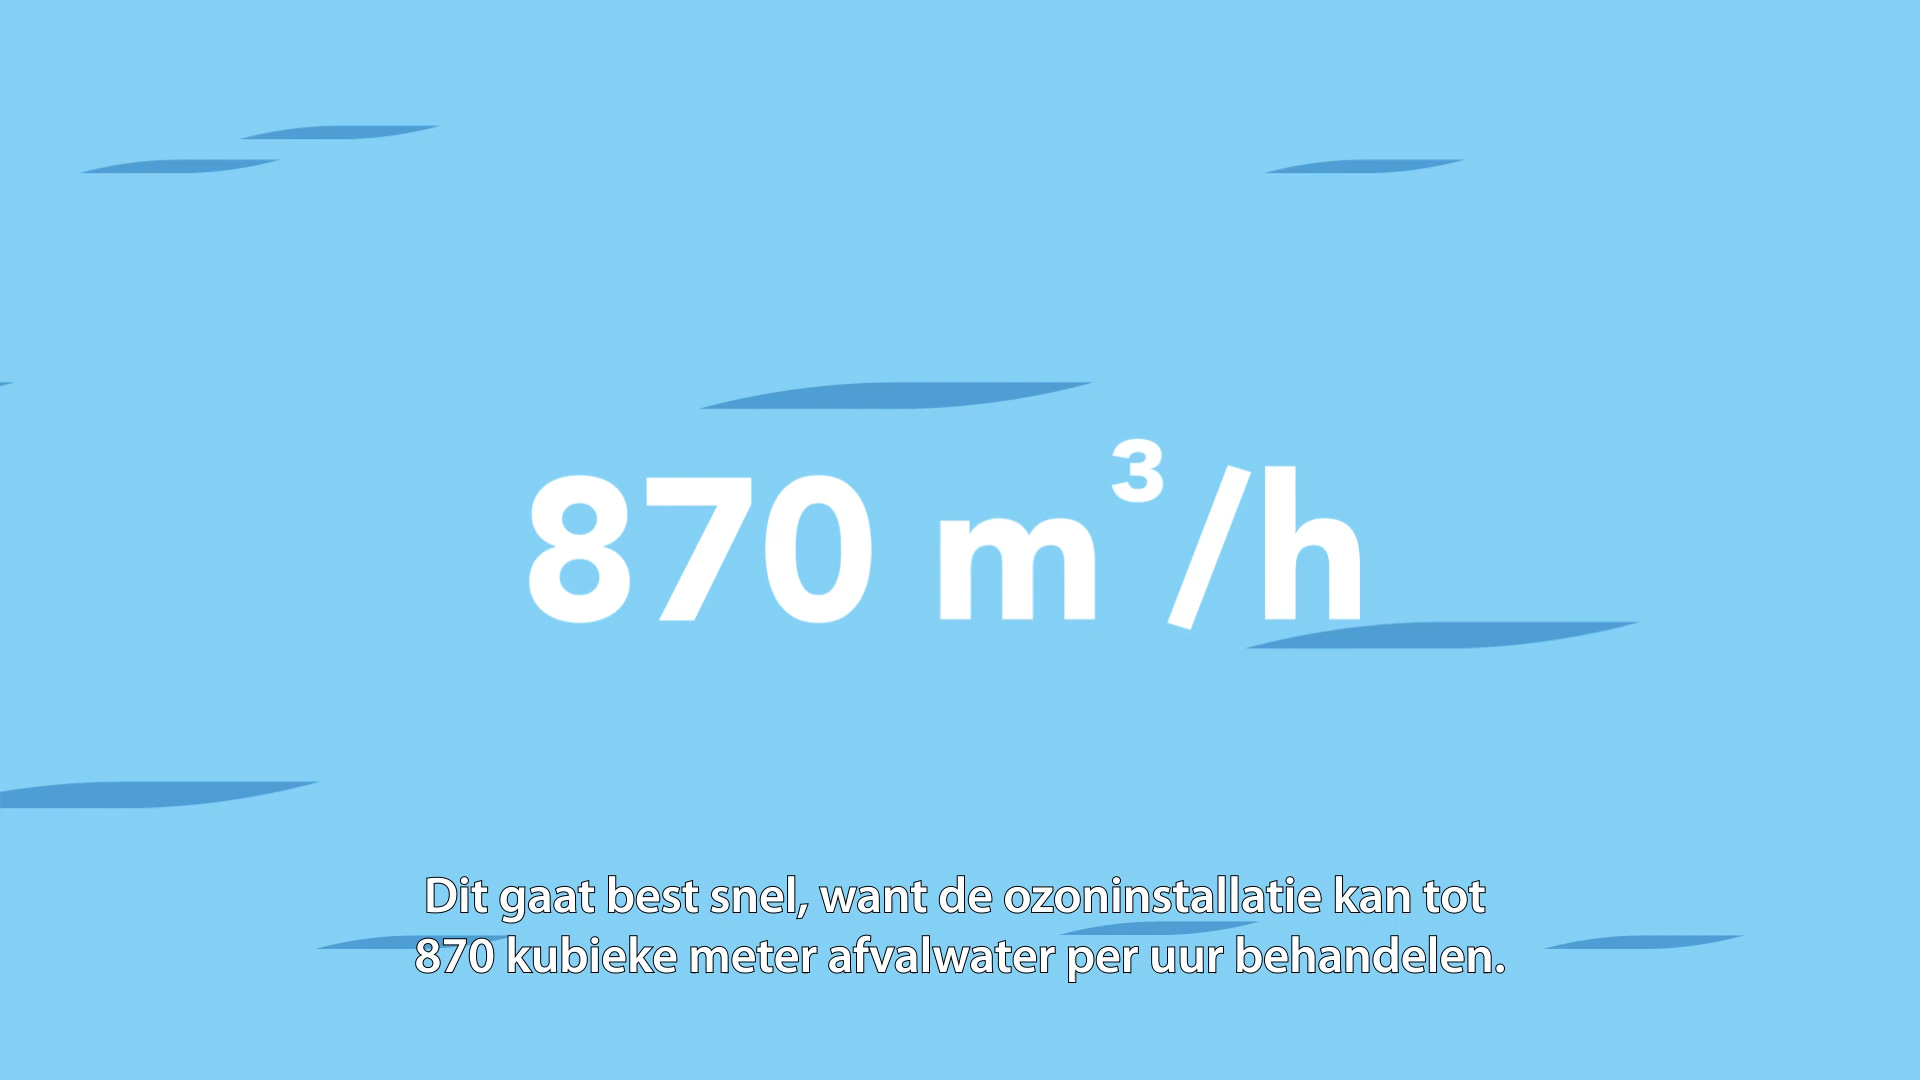 870 m³/h
Dit gaat best snel, want de ozoninstallatie kan tot
870 kubieke meter afvalwater per uur behandelen.